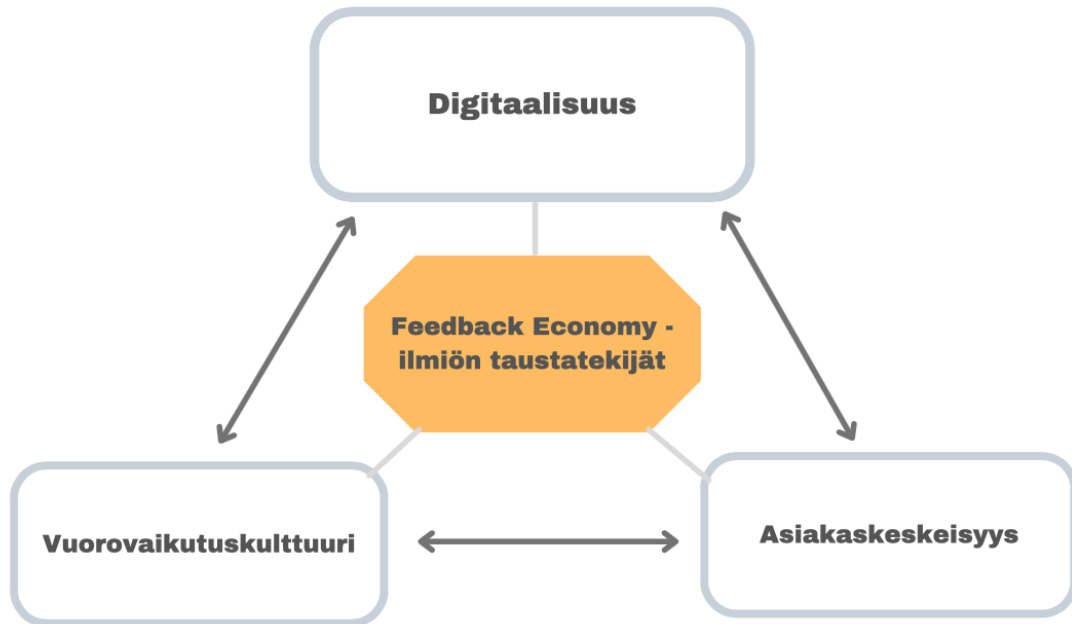 Digitaalisuus
Feedback Economy -
ilmiön taustatekijät
Vuorovaikutuskulttuuri
Asiakaskeskeisyys